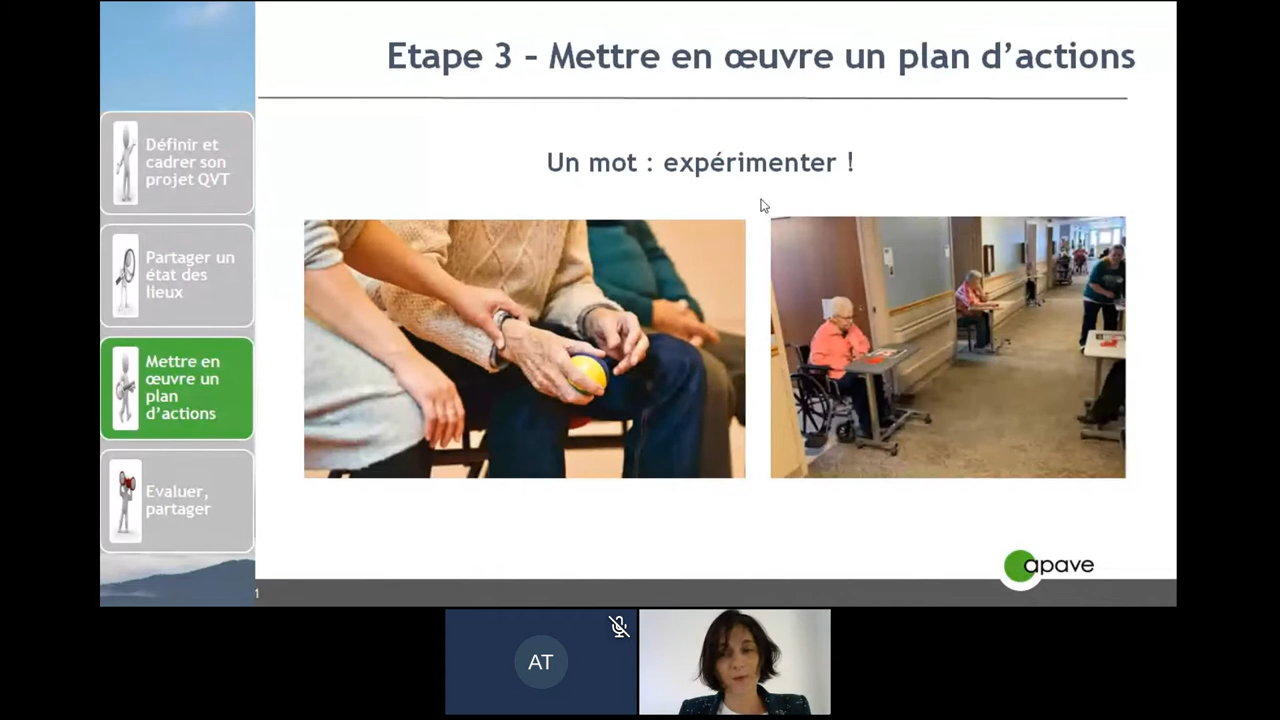 Etape 3 – Mettre en œuvre un plan d’actions
Un mot : expérimenter !
Définir et
cadrer son
projet QVT
Partager un
état des
lieux
Mettre en
œuvre un
plan
d’actions
Evaluer,
partager
apave
1
AT